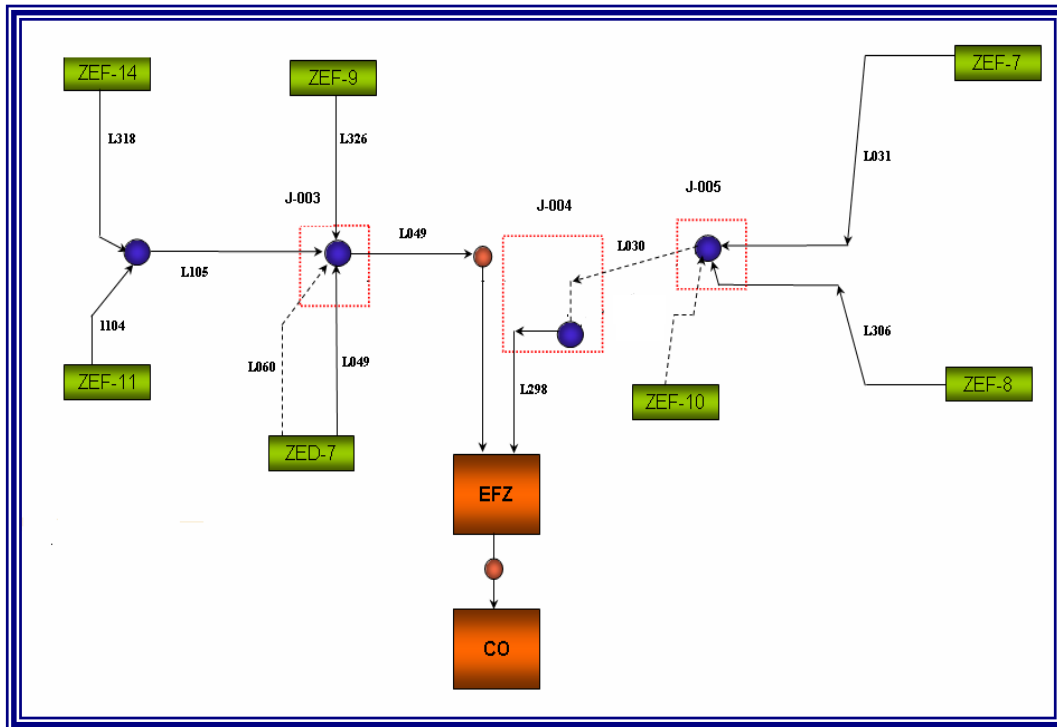 ZEF-14
ZEF-9
ZEF-7
L318
L326
L031
J-003
J-004
J-005
L049
L030
L105
1104
L060
L049
L298
L306
ZEF-11
ZEF-10
ZEF-8
ZED-7
EFZ
CO